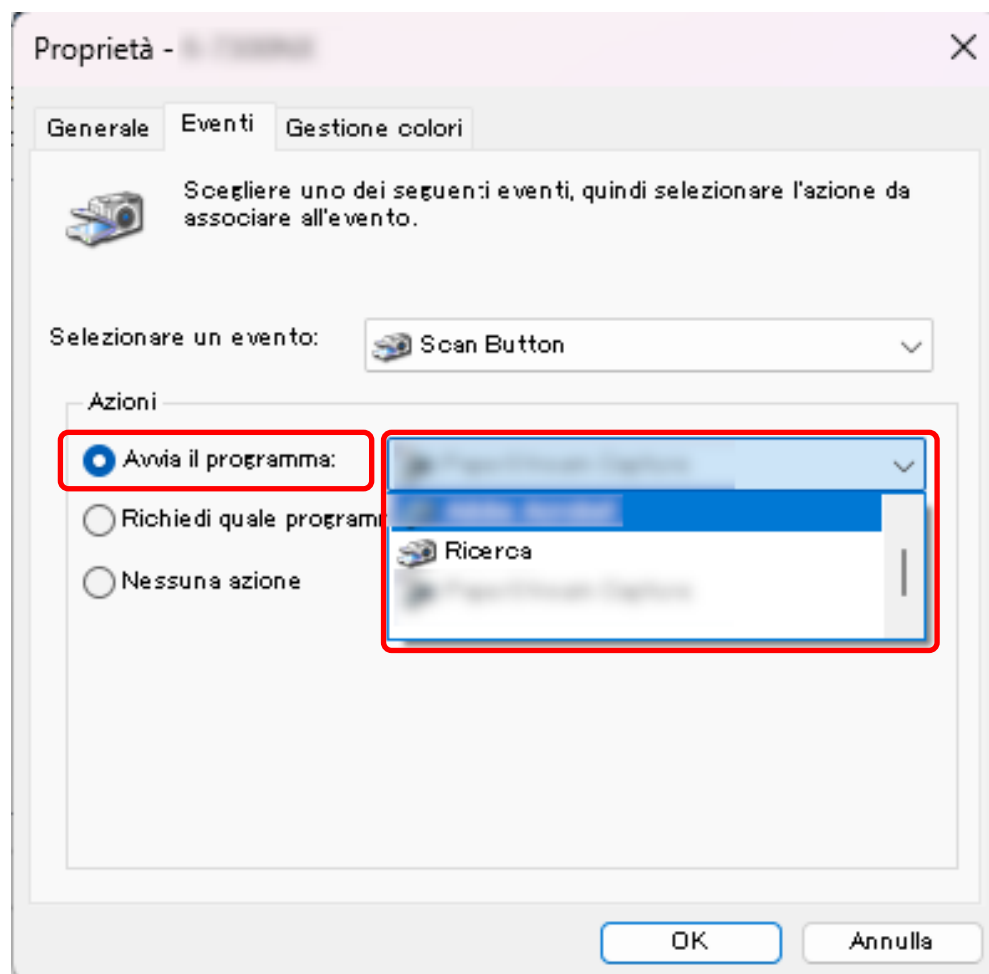 Proprietà -
Generale
Eventi
Gestione colori
Scegliere uno dei seguenti eventi, quindi selezionare l'azione da
associare all'evento.
Selezionare un evento:
Scan Button
Azioni
Avvia il programma:
Richiedi quale programm
Ricerca
Nessuna azione
OK
Annulla